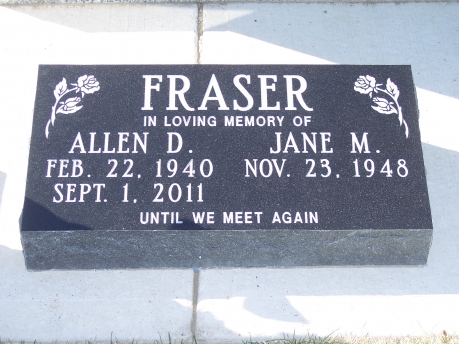 FRASER
IN LOVING MEMORY OF
ALLEN D. JANE M.
FEB. 22, 1940 NOV. 23, 1948
SEPT. 1, 2011
UNTIL WE MEET AGAIN